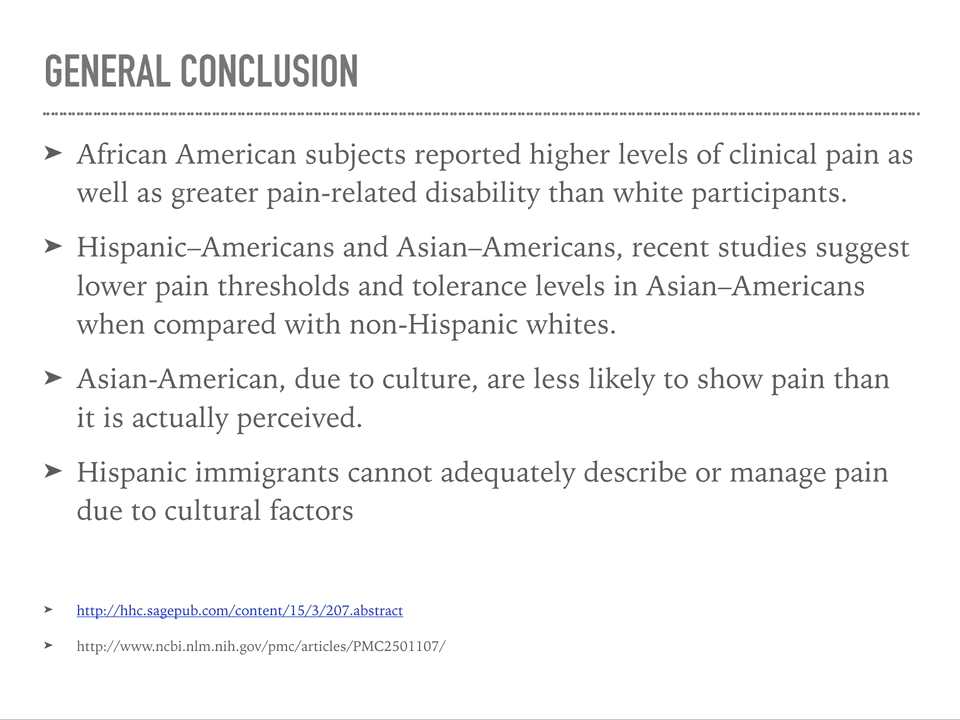 GENERAL CONCLUSION
➤ African American subjects reported higher levels of clinical pain as
well as greater pain-related disability than white participants.
➤ Hispanic–Americans and Asian–Americans, recent studies suggest
lower pain thresholds and tolerance levels in Asian–Americans
when compared with non-Hispanic whites.
➤ Asian-American, due to culture, are less likely to show pain than
it is actually perceived.
➤ Hispanic immigrants cannot adequately describe or manage pain
due to cultural factors
➤ http://hhc.sagepub.com/content/15/3/207.abstract
➤ http://www.ncbi.nlm.nih.gov/pmc/articles/PMC2501107/